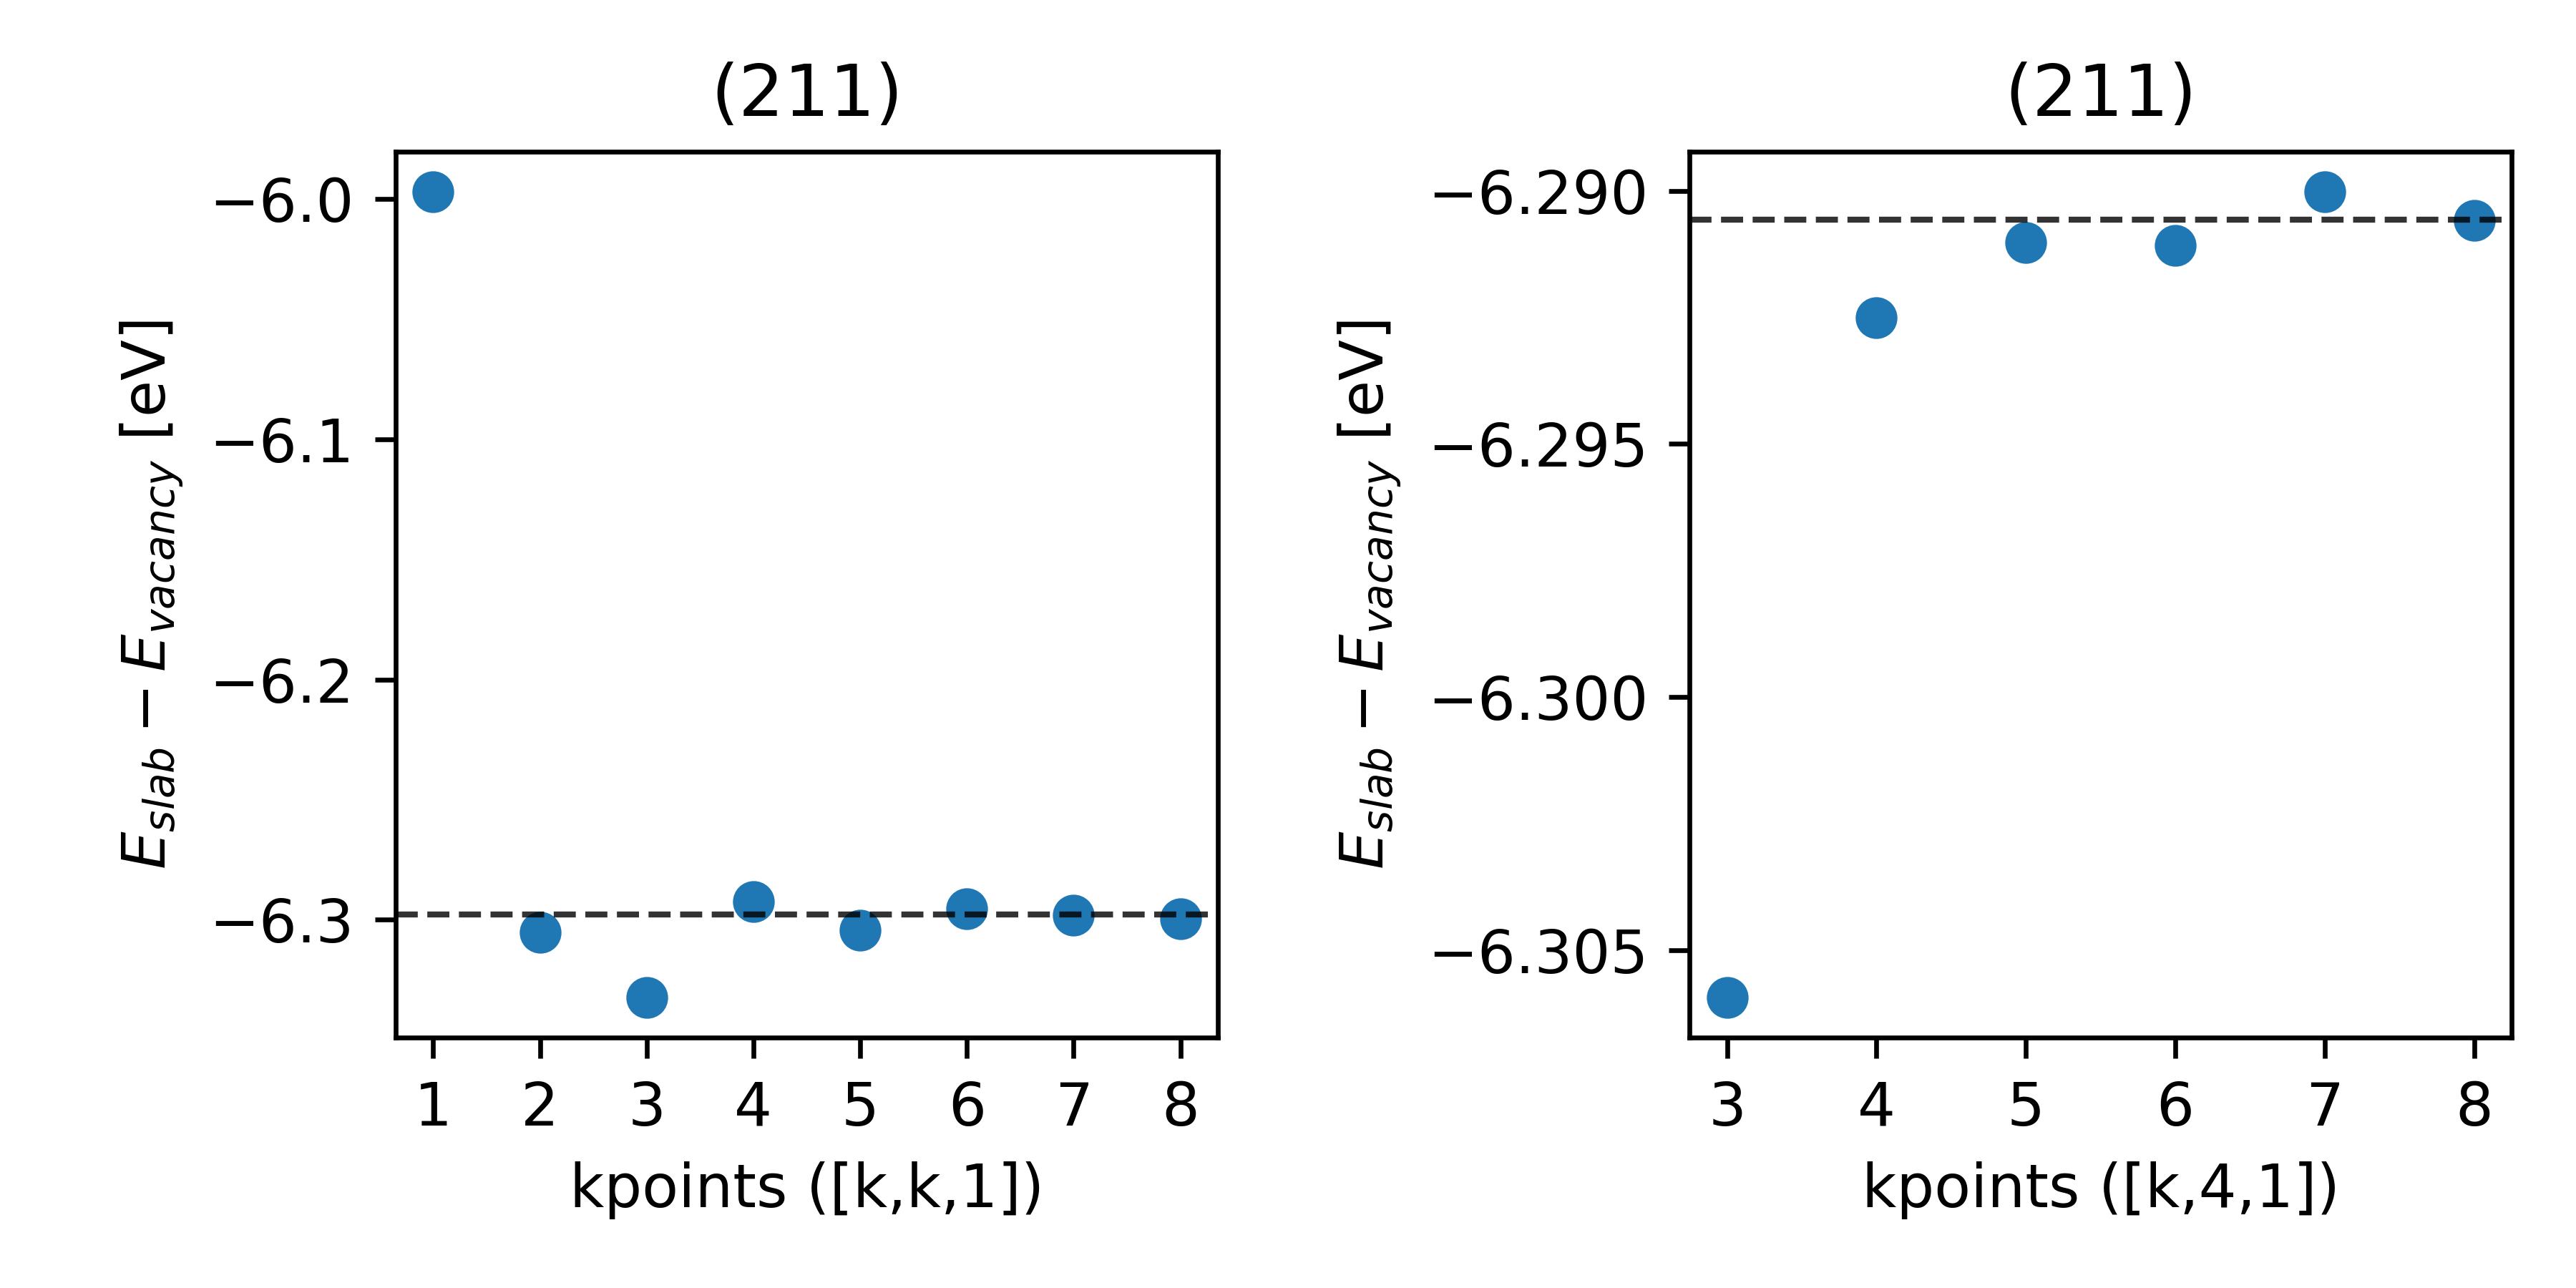 (211)
−6.0
−6.1
−6.2
−6.3
E_slab − E_vacancy [eV]
1 2 3 4 5 6 7 8
kpoints ([k,k,1])
(211)
−6.290
−6.295
−6.300
−6.305
E_slab − E_vacancy [eV]
3 4 5 6 7 8
kpoints ([k,4,1])